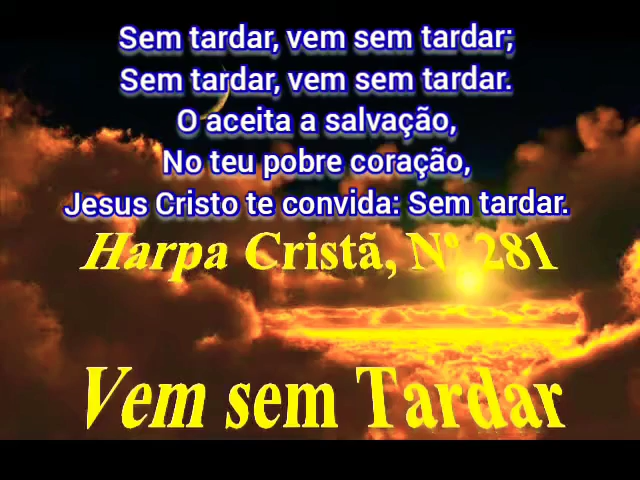 Sem tardar, vem sem tardar;
Sem tardar, vem sem tardar.
O aceita a salvação,
No teu pobre coração,
Jesus Cristo te convida: Sem tardar.
Harpa Cristã, Nº 281
Vem sem Tardar